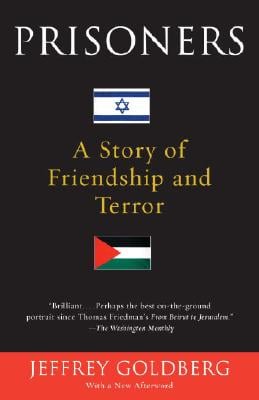 PRISONERS
A Story of
Friendship and
Terror
"Brilliant. . . . Perhaps the best on-the-ground
portrait since Thomas Friedman's From Beirut to Jerusalem."
—The Washington Monthly
JEFFREY GOLDBERG
With a New Afterword